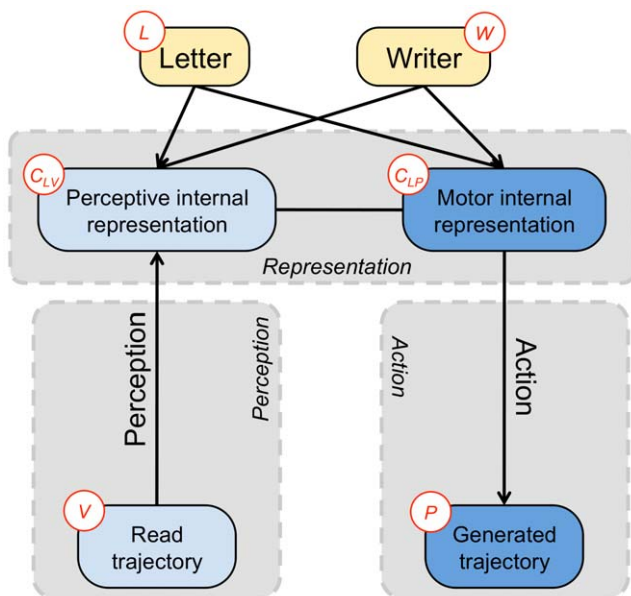 L
Letter
Writer
W
C_LV
Perceptive internal
representation
C_LP
Motor internal
representation
Representation
Perception
Perception
Action
Action
V
Read
trajectory
P
Generated
trajectory